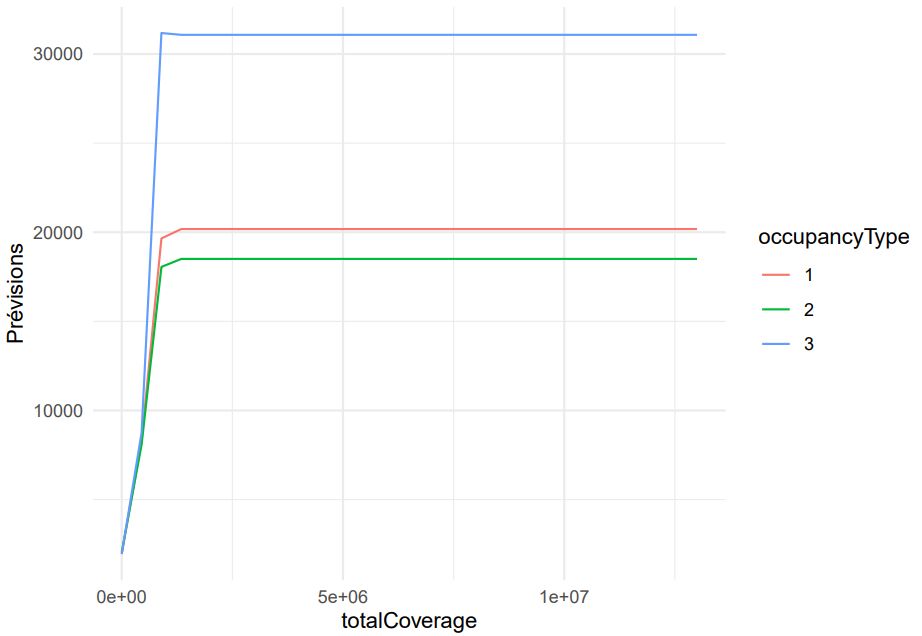 30000
20000
10000
Prévisions
0e+00
5e+06
1e+07
totalCoverage
occupancyType
1
2
3